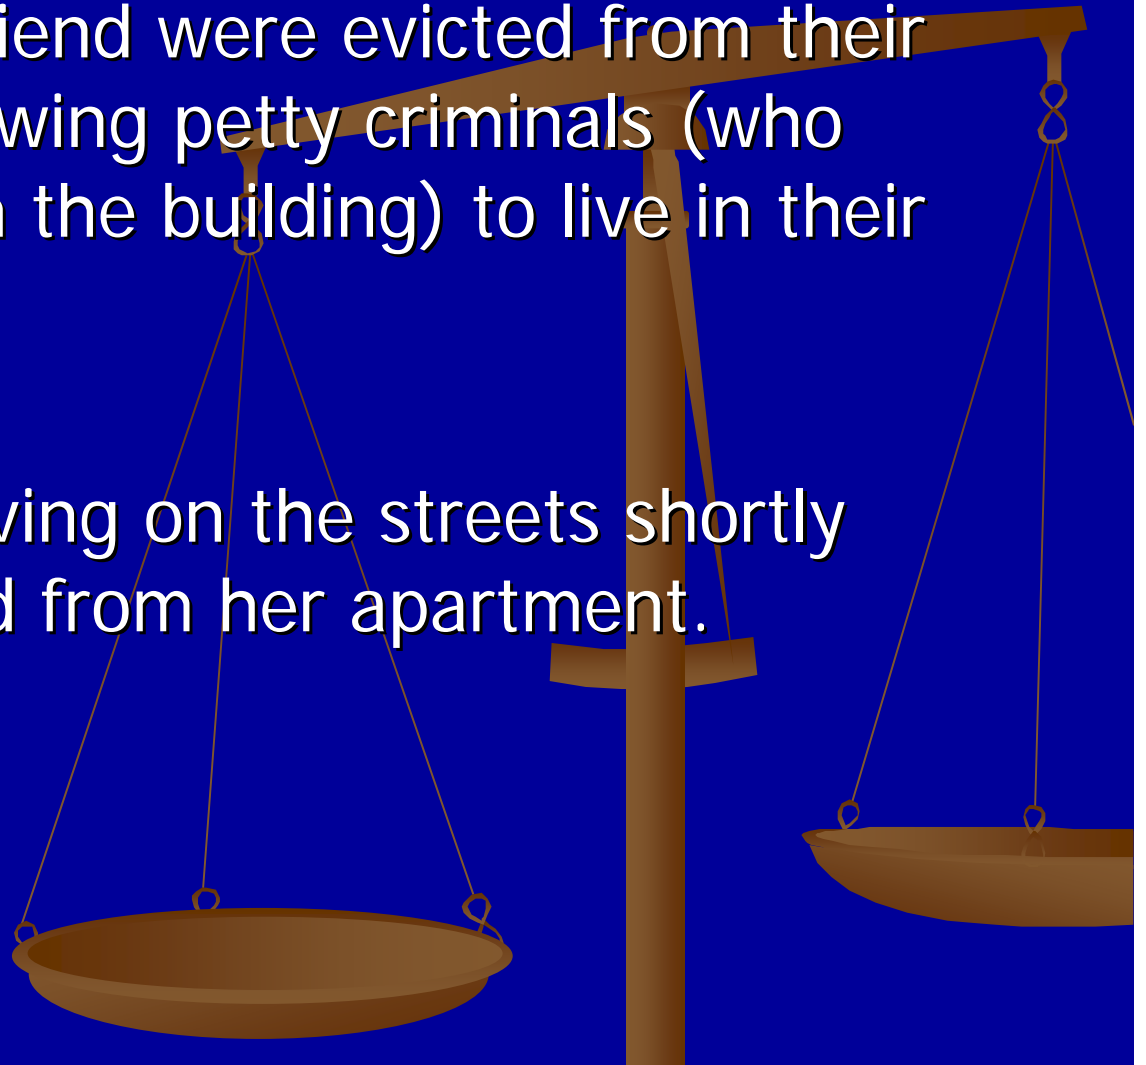 iend were evicted from their
wing petty criminals (who
the building) to live in their
ving on the streets shortly
from her apartment.